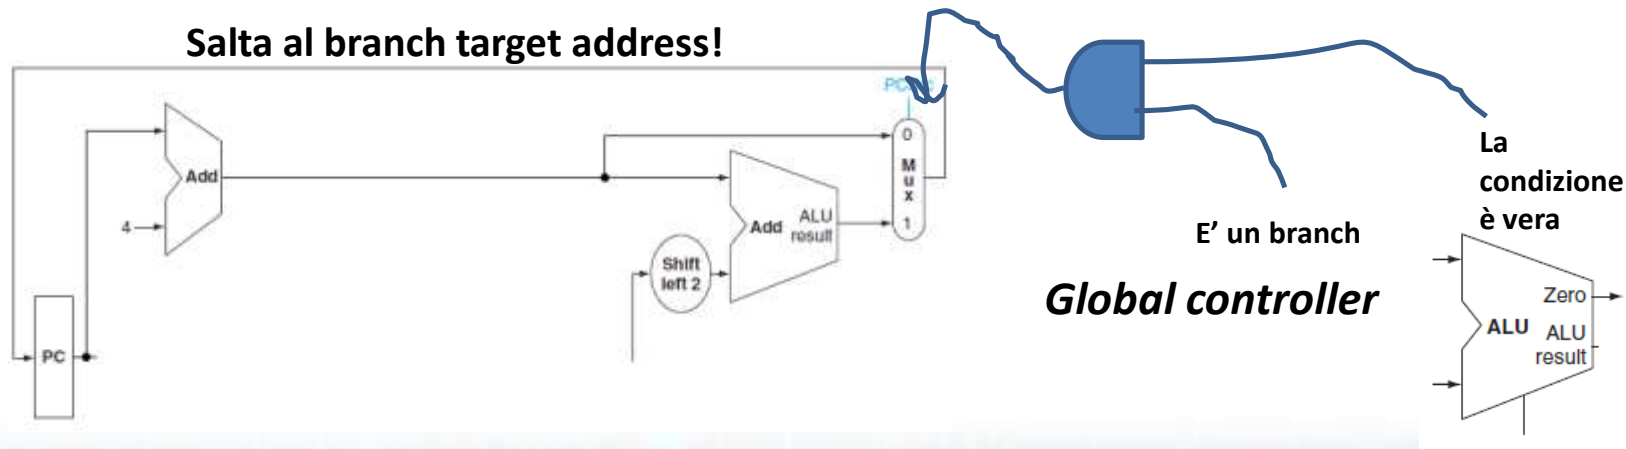 Salta al branch target address!
Add
4
PC
Shift
left 2
Add
ALU
result
0
M
u
x
1
E' un branch
Global controller
La
condizione
è vera
Zero
ALU
ALU
result